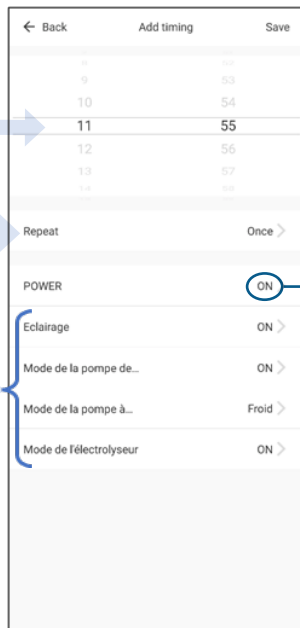 ← Back Add timing Save
9 53
10 54
11 55
12 56
13 57
Repeat Once
POWER ON
Eclairage ON
Mode de la pompe de... ON
Mode de la pompe à... Froid
Mode de l'électrolyseur ON